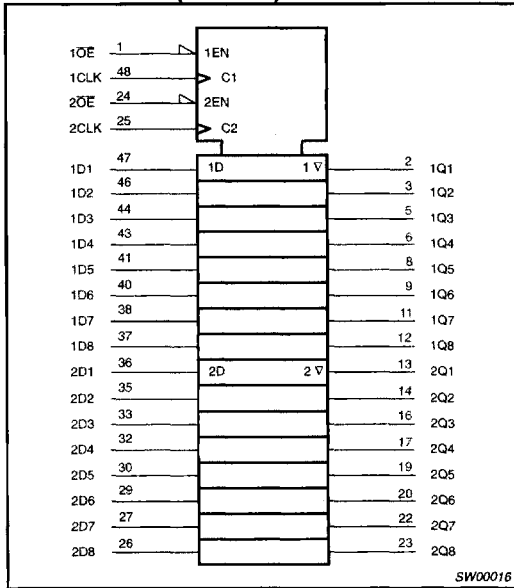 1OE 1 1EN
1CLK 48 C1
2OE 24 2EN
2CLK 25 C2
1D1 47 1D 1 ▽ 2 1Q1
1D2 46 3 1Q2
1D3 44 5 1Q3
1D4 43 6 1Q4
1D5 41 8 1Q5
1D6 40 9 1Q6
1D7 38 11 1Q7
1D8 37 12 1Q8
2D1 36 2D 2 ▽ 13 2Q1
2D2 35 14 2Q2
2D3 33 16 2Q3
2D4 32 17 2Q4
2D5 30 19 2Q5
2D6 29 20 2Q6
2D7 27 22 2Q7
2D8 26 23 2Q8
SW00016